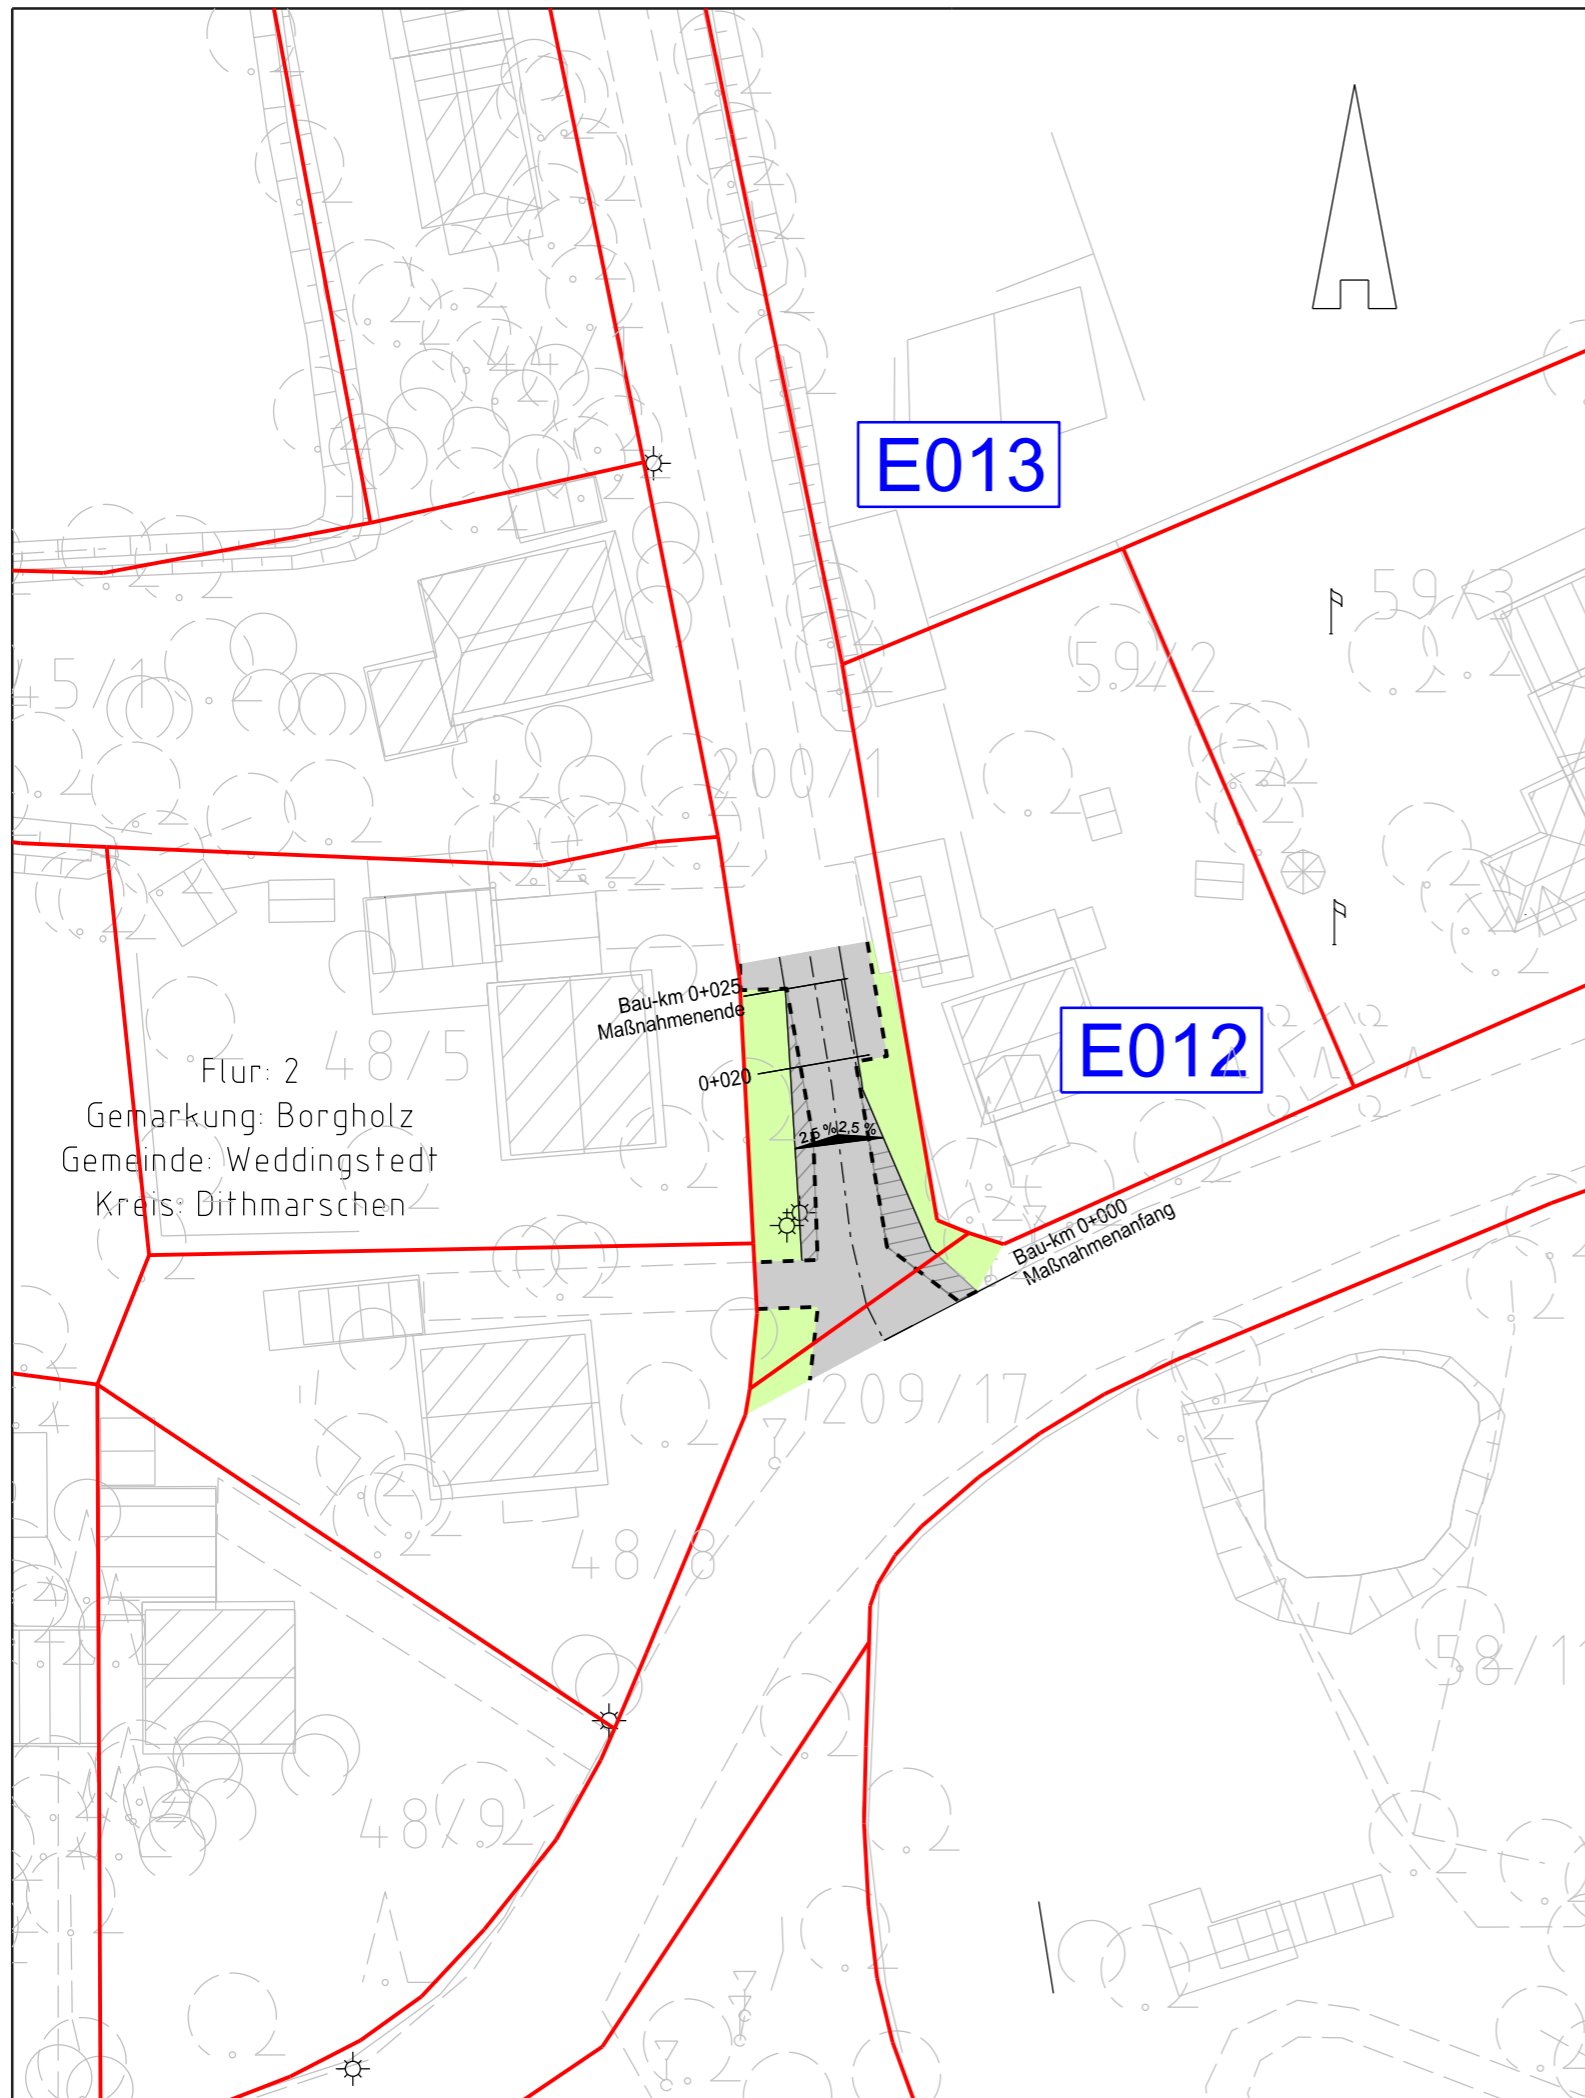 44/
E013
59/3
59/2
45/1
200/1
Bau-km 0+025
Maßnahmenende
E012
48/5
Flur: 2
0+020
Gemarkung: Borgholz
2,5 % 2,5 %
Gemeinde: Weddingstedt
Kreis: Dithmarschen
Bau-km 0+000
Maßnahmenanfang
209/17
48/8
58/1
48/9